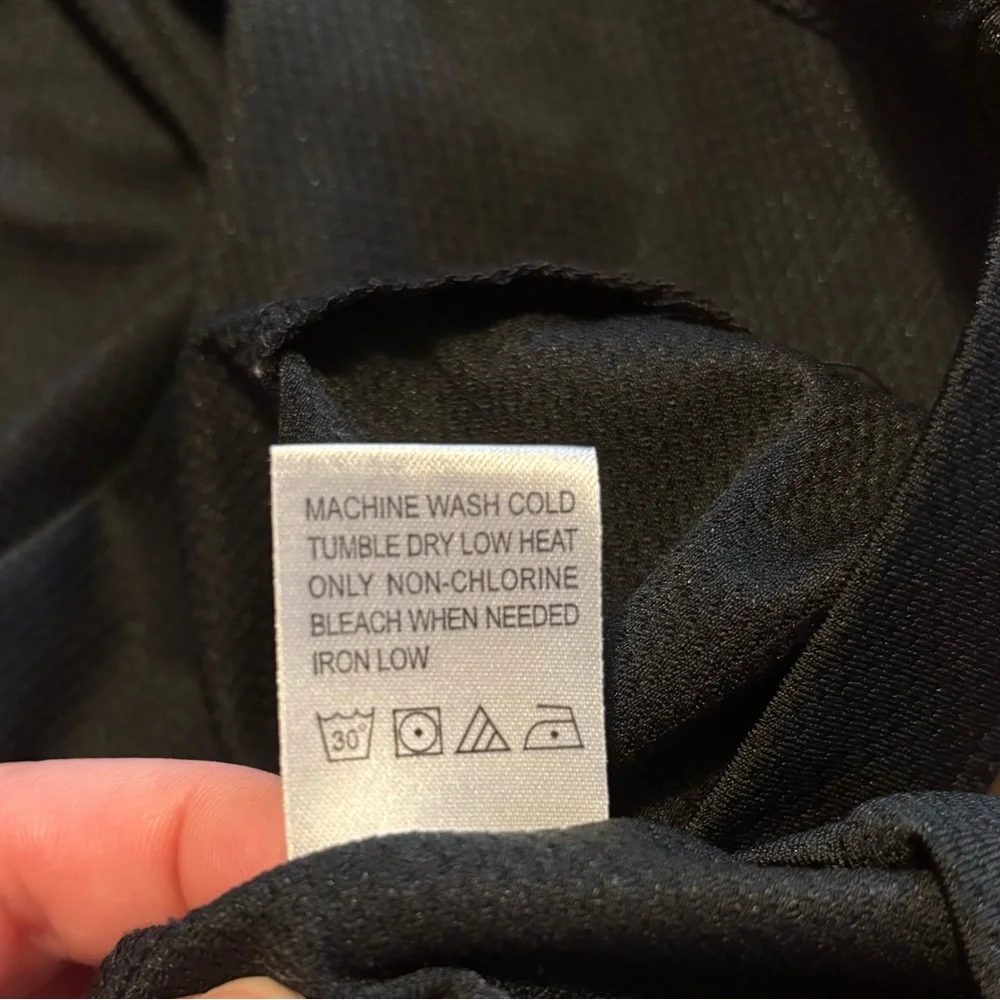 MACHINE WASH COLD
TUMBLE DRY LOW HEAT
ONLY NON-CHLORINE
BLEACH WHEN NEEDED
IRON LOW
30°